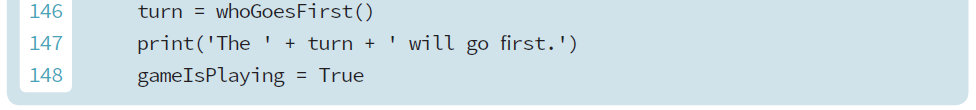 146 turn = whoGoesFirst()
147 print('The ' + turn + ' will go first.')
148 gameIsPlaying = True